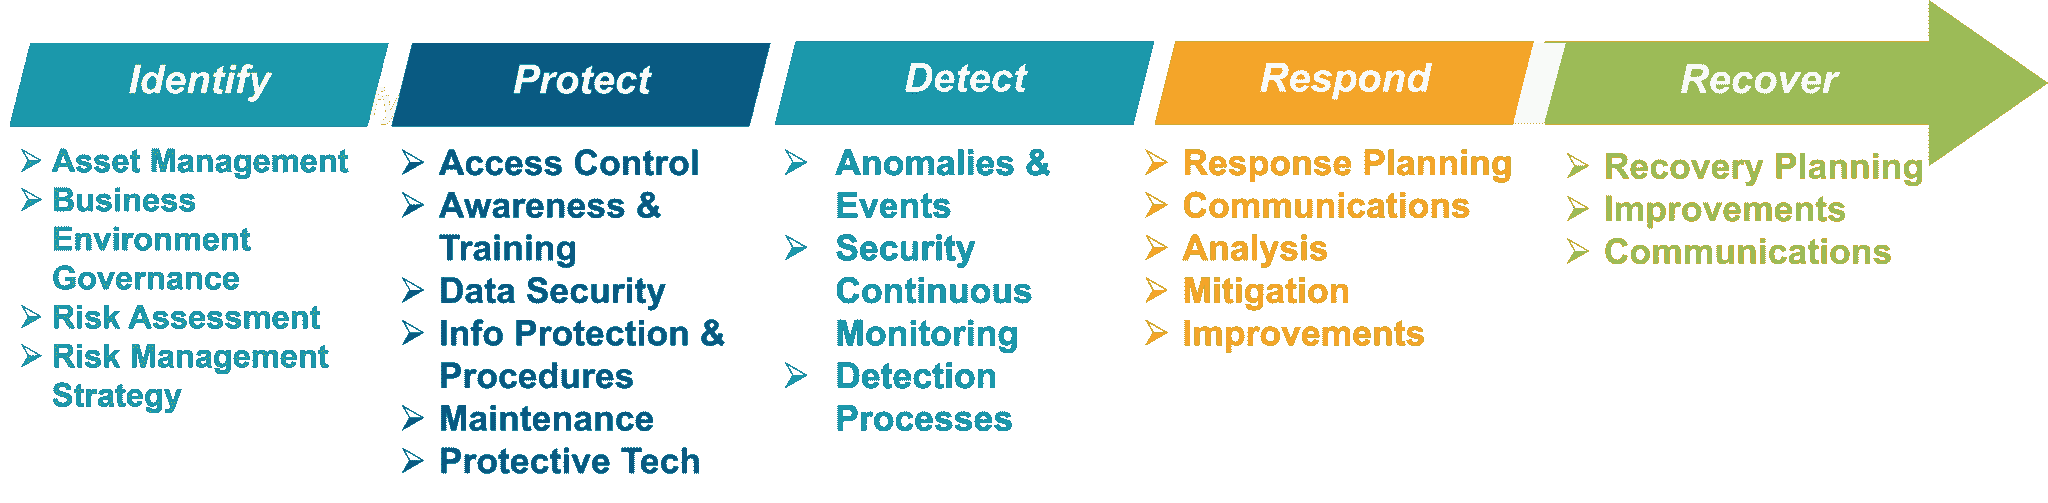 Identify
Asset Management
Business
Environment
Governance
Risk Assessment
Risk Management
Strategy
Protect
Access Control
Awareness &
Training
Data Security
Info Protection &
Procedures
Maintenance
Protective Tech
Detect
Anomalies &
Events
Security
Continuous
Monitoring
Detection
Processes
Respond
Response Planning
Communications
Analysis
Mitigation
Improvements
Recover
Recovery Planning
Improvements
Communications